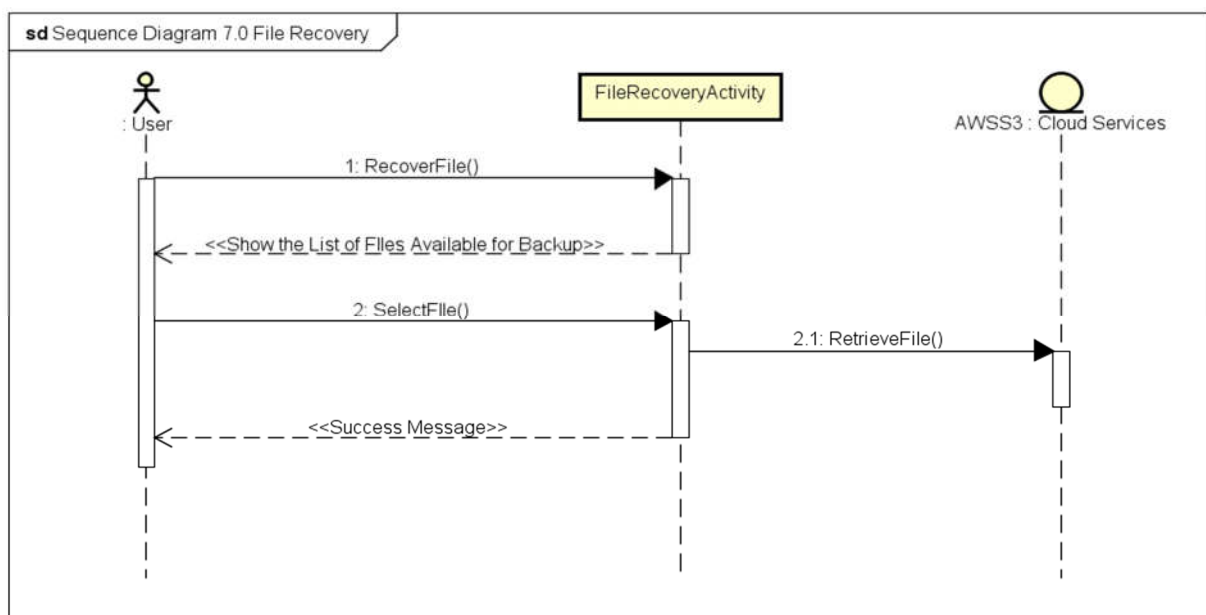 sd Sequence Diagram 7.0 File Recovery
: User
FileRecoveryActivity
AWSS3 : Cloud Services
1: RecoverFile()
<<Show the List of FIles Available for Backup>>
2: SelectFIle()
2.1: RetrieveFile()
<<Success Message>>